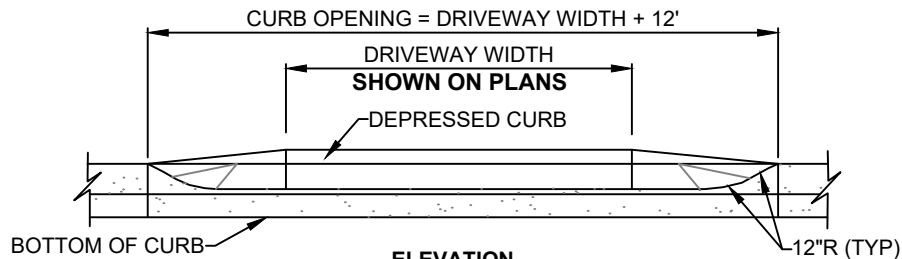 CURB OPENING = DRIVEWAY WIDTH + 12'
DRIVEWAY WIDTH
SHOWN ON PLANS
DEPRESSED CURB
BOTTOM OF CURB
12"R (TYP)
ELEVATION